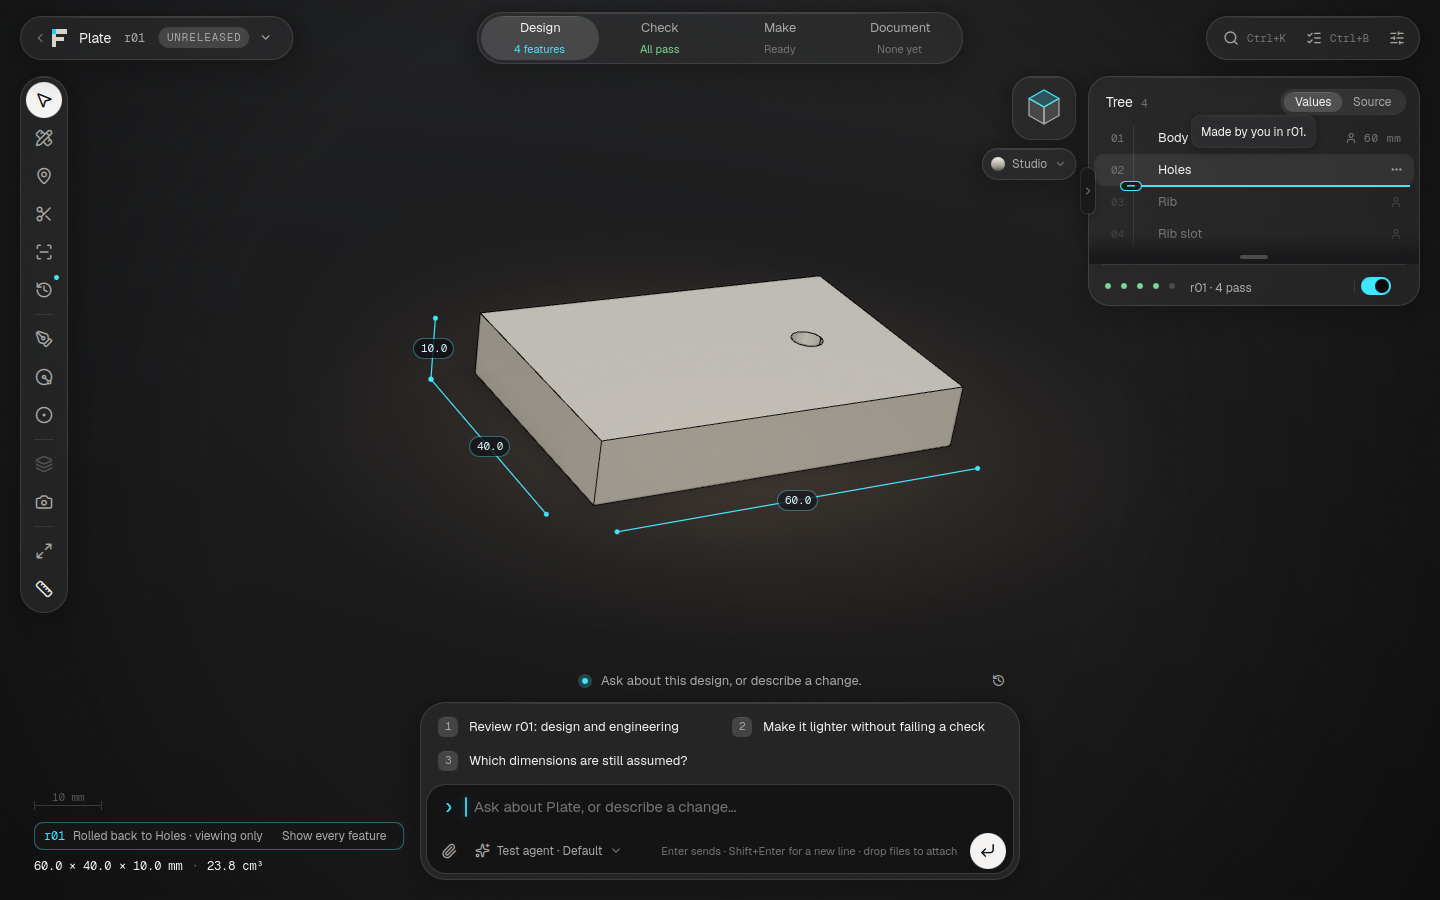 Plate r01 UNRELEASED
Design
4 features
Check
All pass
Make
Ready
Document
None yet
Ctrl+K
Ctrl+B
Studio
Tree 4
Values
Source
01 Body
60 mm
Made by you in r01.
02 Holes
03 Rib
04 Rib slot
r01 · 4 pass
10.0
40.0
60.0
Ask about this design, or describe a change.
1 Review r01: design and engineering
2 Make it lighter without failing a check
3 Which dimensions are still assumed?
Ask about Plate, or describe a change...
Test agent · Default
Enter sends · Shift+Enter for a new line · drop files to attach
10 mm
r01 Rolled back to Holes · viewing only
Show every feature
60.0 × 40.0 × 10.0 mm · 23.8 cm³